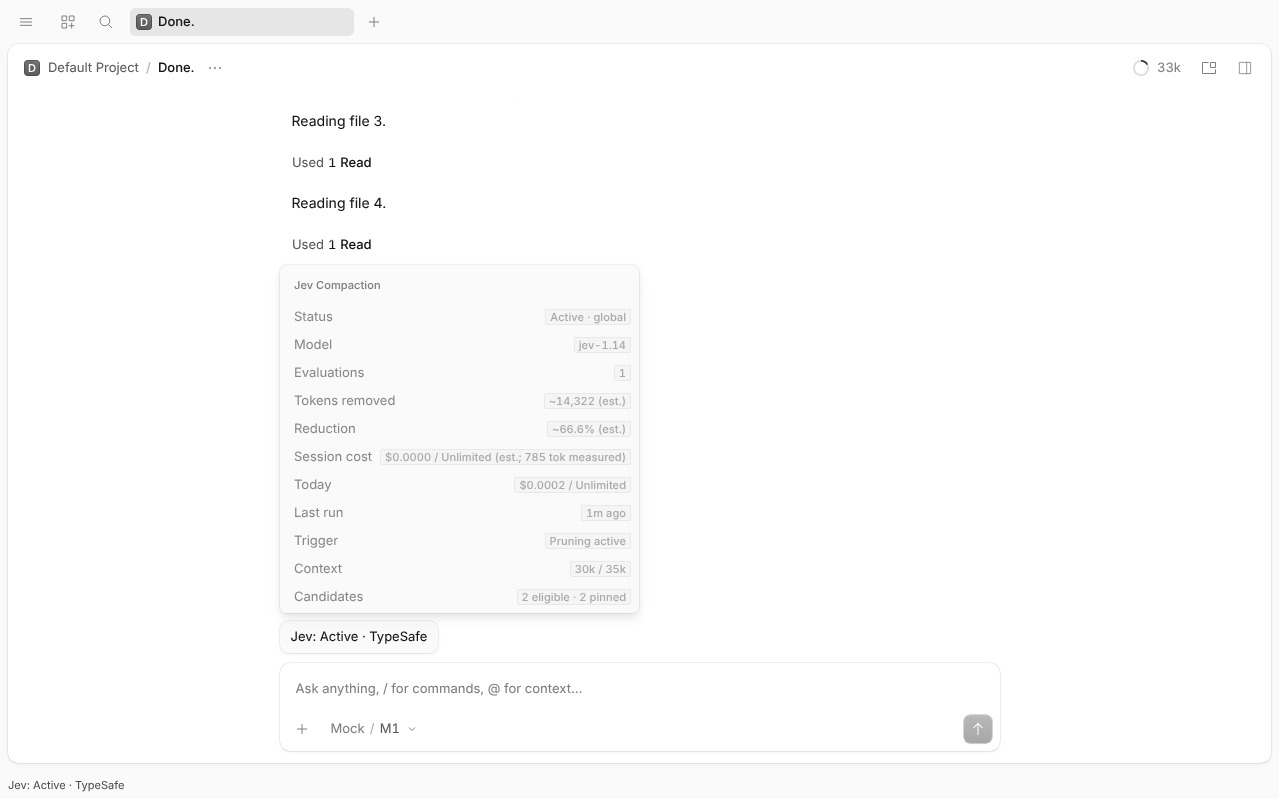 D Done.
D Default Project / Done. ···
33k
Reading file 3.
Used 1 Read
Reading file 4.
Used 1 Read
Jev Compaction
Status Active · global
Model jev-1.14
Evaluations 1
Tokens removed ~14,322 (est.)
Reduction ~66.6% (est.)
Session cost $0.0000 / Unlimited (est.; 785 tok measured)
Today $0.0002 / Unlimited
Last run 1m ago
Trigger Pruning active
Context 30k / 35k
Candidates 2 eligible · 2 pinned
Jev: Active · TypeSafe
Ask anything, / for commands, @ for context...
Mock / M1
Jev: Active · TypeSafe